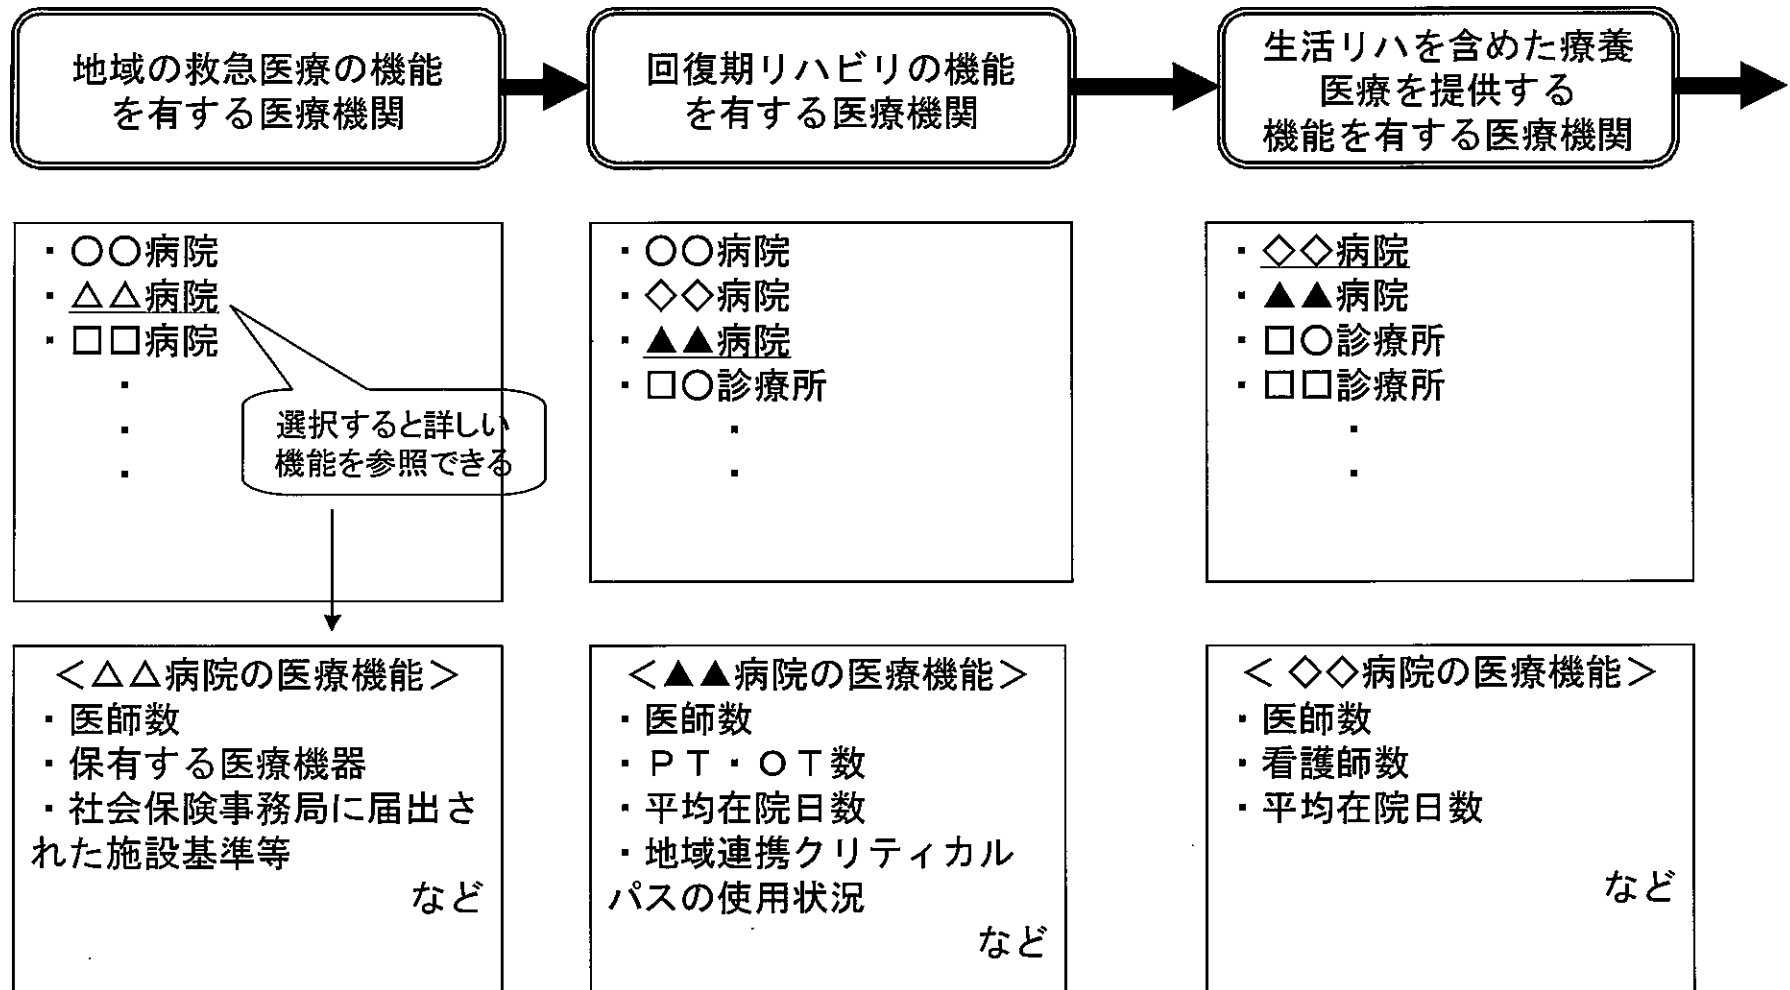 地域の救急医療の機能
を有する医療機関
回復期リハビリの機能
を有する医療機関
生活リハを含めた療養
医療を提供する
機能を有する医療機関
・○○病院
・△△病院
・□□病院
・
・
・
選択すると詳しい
機能を参照できる
・○○病院
・◇◇病院
・▲▲病院
・□○診療所
・
・
・◇◇病院
・▲▲病院
・□○診療所
・□□診療所
・
・
＜△△病院の医療機能＞
・医師数
・保有する医療機器
・社会保険事務局に届出さ
れた施設基準等
など
＜▲▲病院の医療機能＞
・医師数
・ＰＴ・ＯＴ数
・平均在院日数
・地域連携クリティカル
パスの使用状況
など
＜ ◇◇病院の医療機能＞
・医師数
・看護師数
・平均在院日数
など